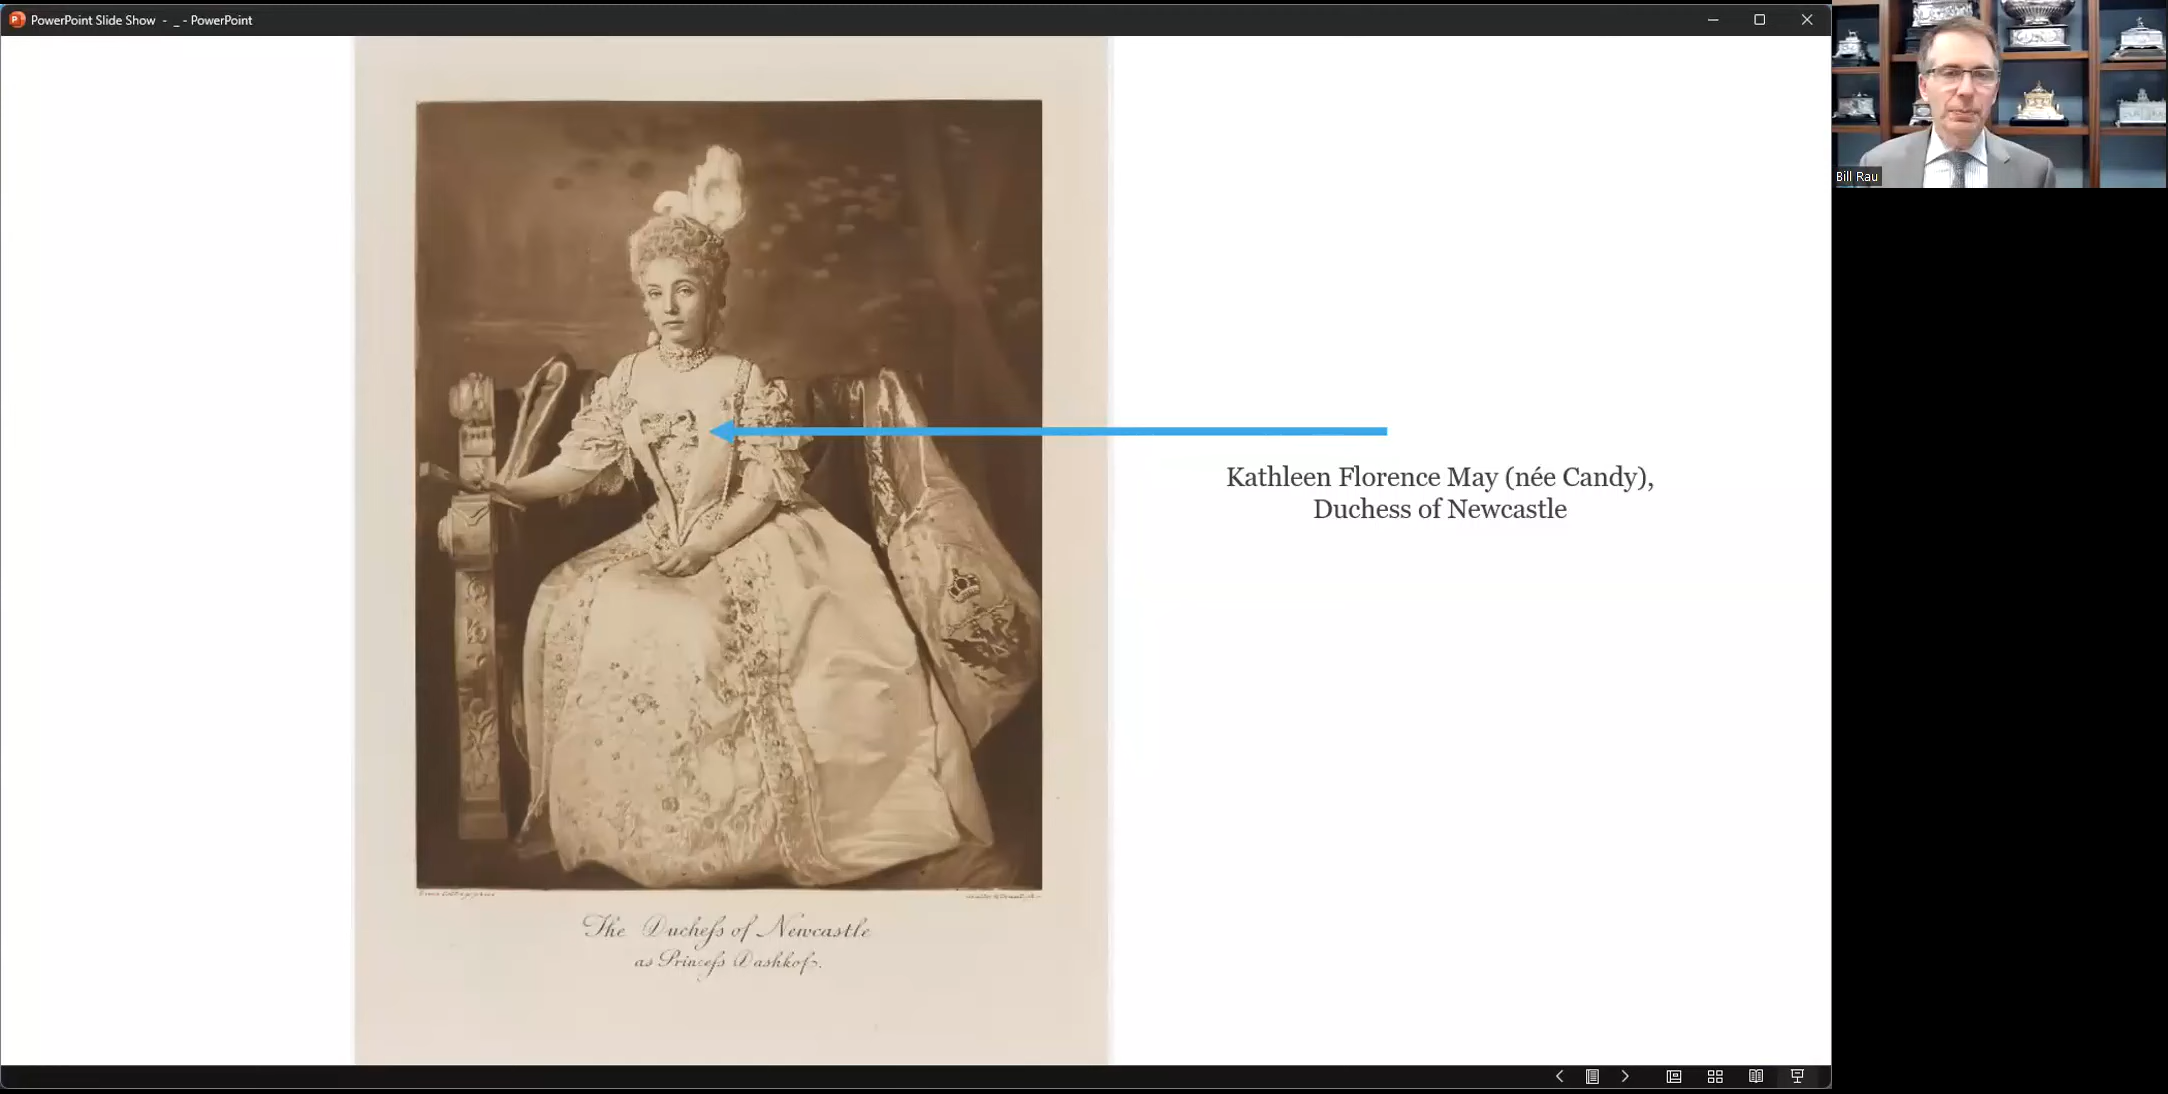 PowerPoint Slide Show - _ - PowerPoint
Bill Rau
Kathleen Florence May (née Candy),
Duchess of Newcastle
The Duchess of Newcastle
as Princess Dashkof.